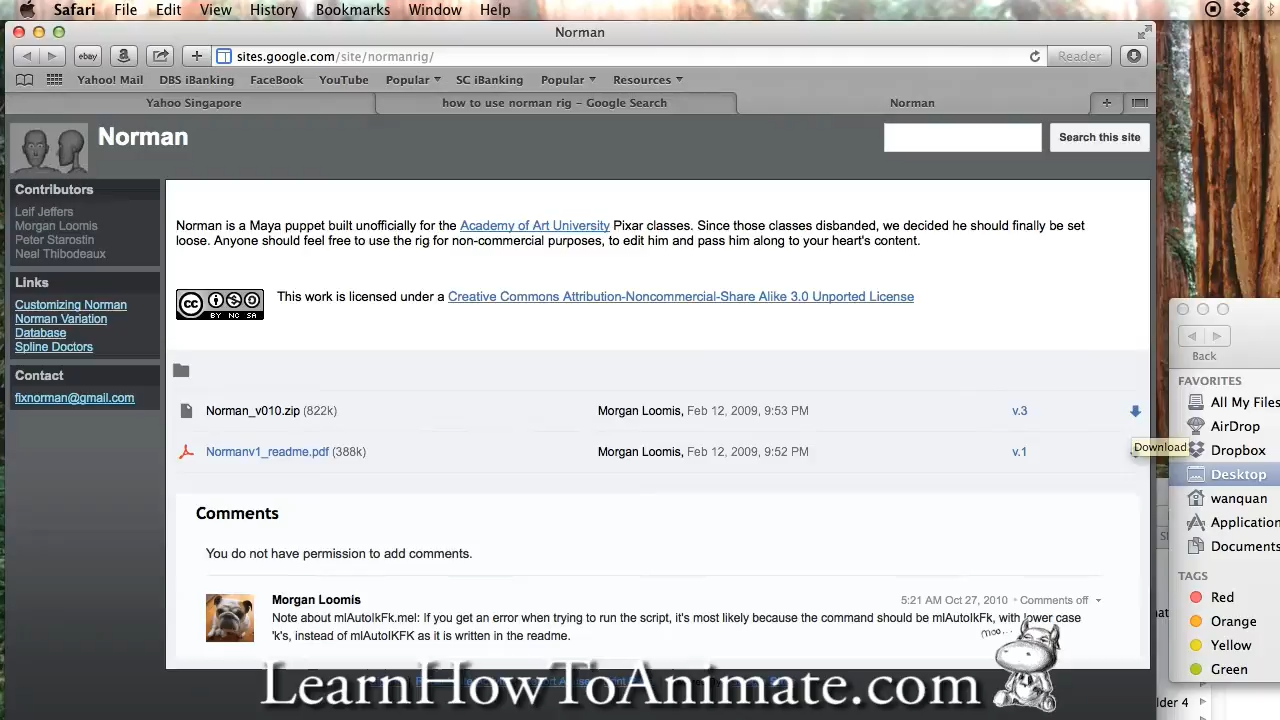 Safari File Edit View History Bookmarks Window Help
Norman
ebay sites.google.com/site/normanrig/ Reader
Yahoo! Mail DBS iBanking FaceBook YouTube Popular SC iBanking Popular Resources
Yahoo Singapore how to use norman rig – Google Search Norman
Norman
Search this site
Contributors
Leif Jeffers
Morgan Loomis
Peter Starostin
Neal Thibodeaux
Links
Customizing Norman
Norman Variation
Database
Spline Doctors
Contact
fixnorman@gmail.com
Norman is a Maya puppet built unofficially for the Academy of Art University Pixar classes. Since those classes disbanded, we decided he should finally be set
loose. Anyone should feel free to use the rig for non-commercial purposes, to edit him and pass him along to your heart's content.
cc BY NC SA
This work is licensed under a Creative Commons Attribution-Noncommercial-Share Alike 3.0 Unported License
Norman_v010.zip (822k) Morgan Loomis, Feb 12, 2009, 9:53 PM v.3
Normanv1_readme.pdf (388k) Morgan Loomis, Feb 12, 2009, 9:52 PM v.1
Download
Comments
You do not have permission to add comments.
Morgan Loomis 5:21 AM Oct 27, 2010 • Comments off
Note about mlAutoIkFk.mel: If you get an error when trying to run the script, it's most likely because the command should be mlAutoIkFk, with lower case
'k's, instead of mlAutoIKFK as it is written in the readme.
moo...
LearnHowToAnimate.com
Back
FAVORITES
All My Files
AirDrop
Dropbox
Desktop
wanquan
Application
Documents
TAGS
Red
Orange
Yellow
Green
lder 4